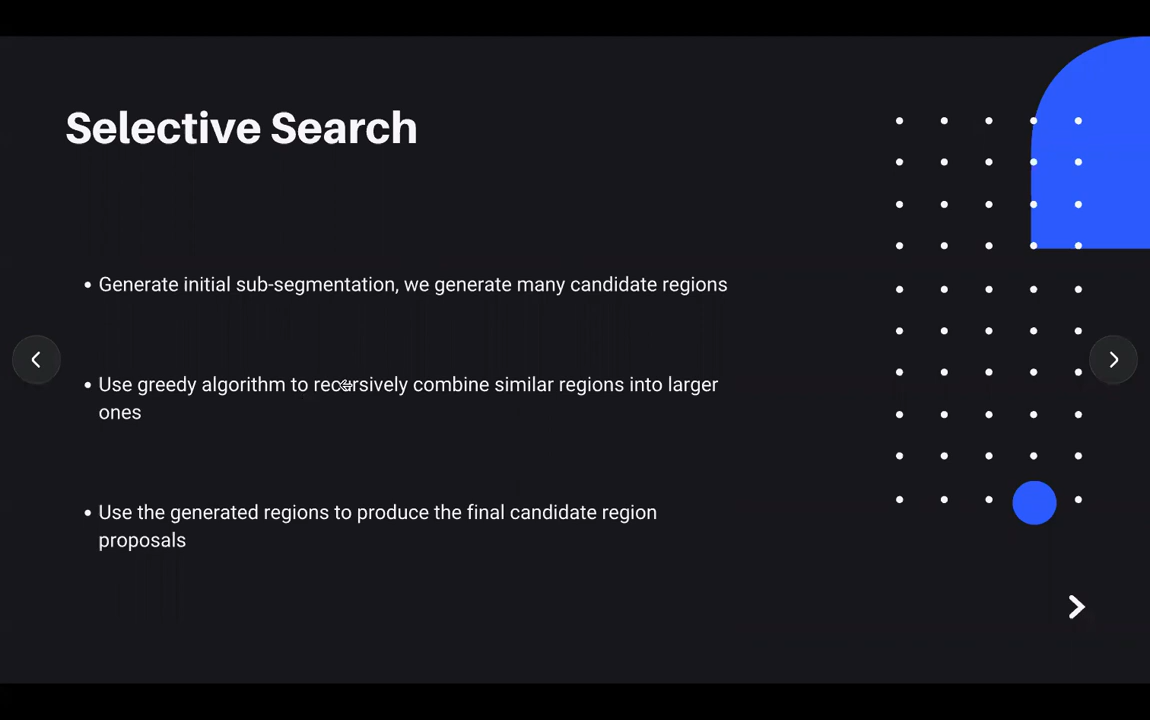 Selective Search
• Generate initial sub-segmentation, we generate many candidate regions
• Use greedy algorithm to recursively combine similar regions into larger
ones
• Use the generated regions to produce the final candidate region
proposals